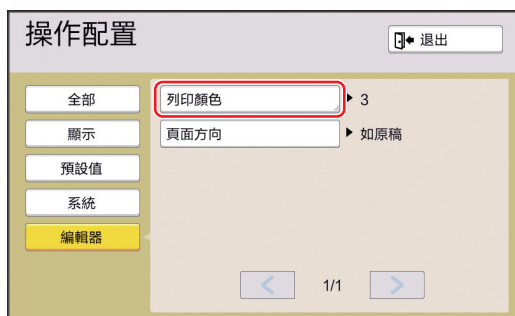 操作配置
退出
全部
列印顏色
3
顯示
頁面方向
如原稿
預設值
系統
編輯器
1/1